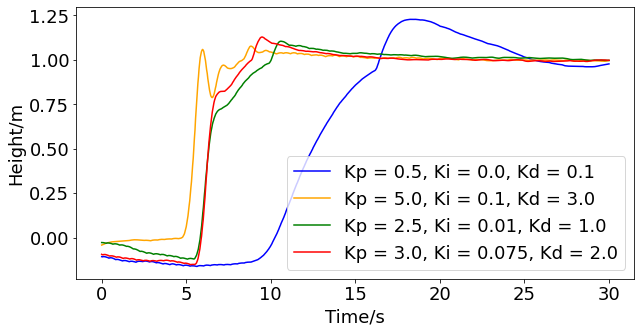 1.25
1.00
0.75
0.50
0.25
0.00
Height/m
Kp = 0.5, Ki = 0.0, Kd = 0.1
Kp = 5.0, Ki = 0.1, Kd = 3.0
Kp = 2.5, Ki = 0.01, Kd = 1.0
Kp = 3.0, Ki = 0.075, Kd = 2.0
0 5 10 15 20 25 30
Time/s